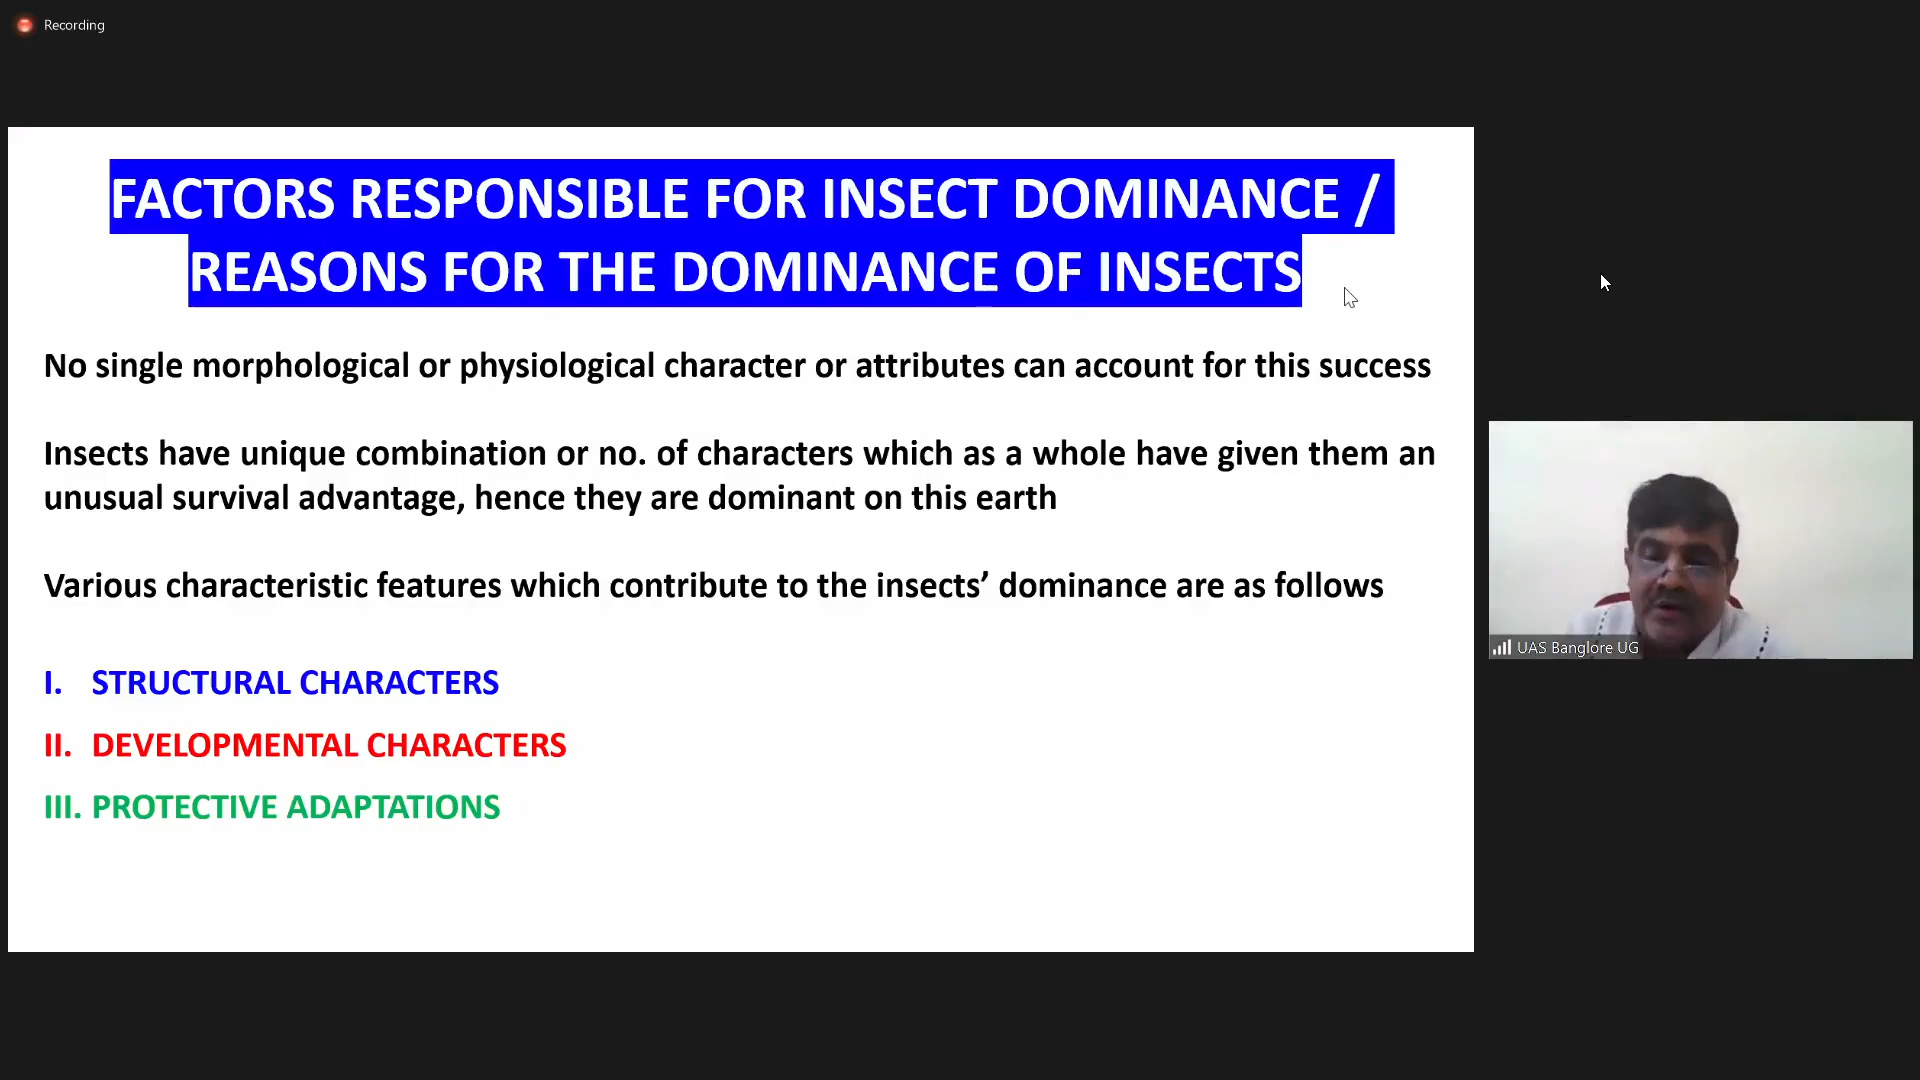 Recording
FACTORS RESPONSIBLE FOR INSECT DOMINANCE /
REASONS FOR THE DOMINANCE OF INSECTS
No single morphological or physiological character or attributes can account for this success
Insects have unique combination or no. of characters which as a whole have given them an
unusual survival advantage, hence they are dominant on this earth
Various characteristic features which contribute to the insects’ dominance are as follows
I. STRUCTURAL CHARACTERS
II. DEVELOPMENTAL CHARACTERS
III. PROTECTIVE ADAPTATIONS
UAS Banglore UG